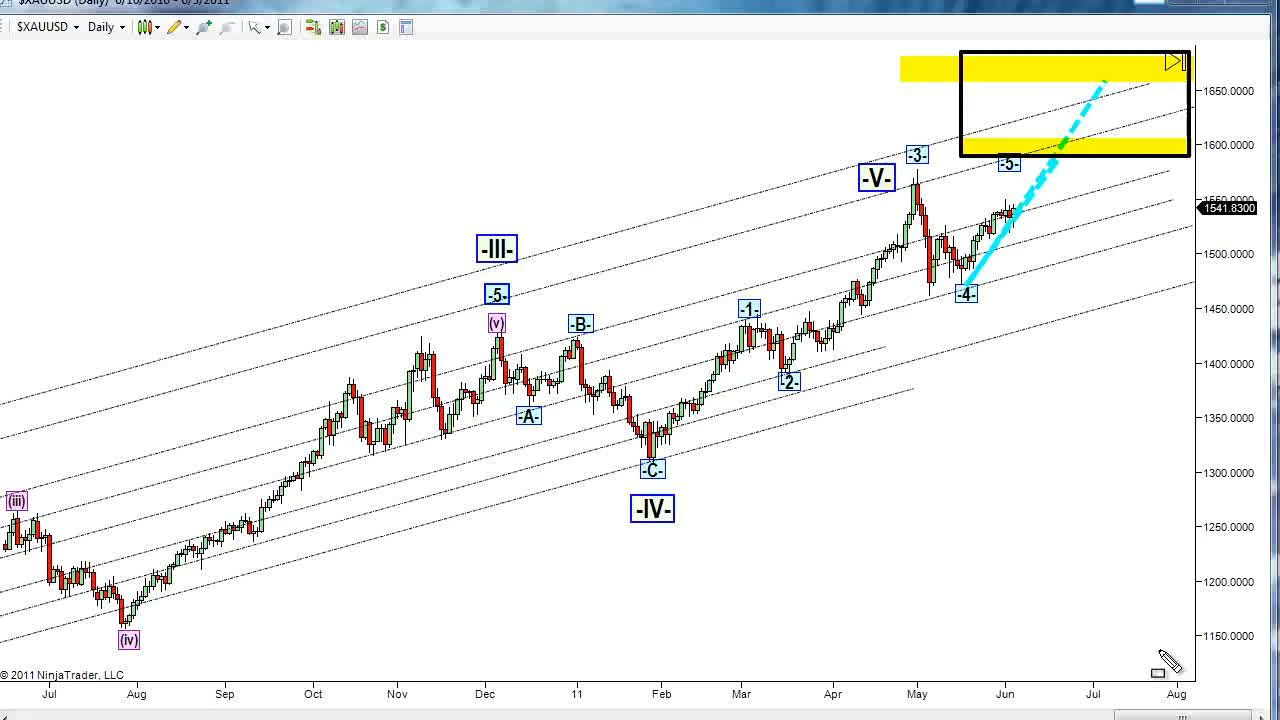 $XAUUSD (Daily) 6/10/2010 - 6/3/2011
$XAUUSD Daily
1650.0000
1600.0000
-3-
-5-
-V-
1541.8300
-III-
1500.0000
-5-
-4-
1450.0000
(v)
-B-
-1-
1400.0000
-2-
-A-
1350.0000
-C-
1300.0000
(iii)
-IV-
1250.0000
1200.0000
1150.0000
(iv)
© 2011 NinjaTrader, LLC
Jul Aug Sep Oct Nov Dec 11 Feb Mar Apr May Jun Jul Aug